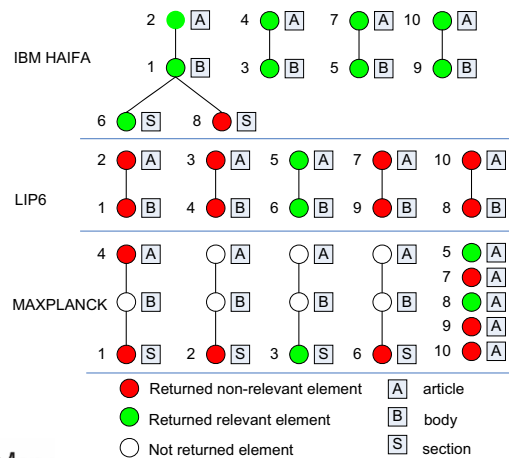 2 A 4 A 7 A 10 A
IBM HAIFA
1 B 3 B 5 B 9 B
6 S 8 S
2 A 3 A 5 A 7 A 10 A
LIP6
1 B 4 B 6 B 9 B 8 B
4 A A A A 5 A
7 A
MAXPLANCK B B B B 8 A
9 A
1 S 2 S 3 S 6 S 10 A
Returned non-relevant element A article
Returned relevant element B body
Not returned element S section